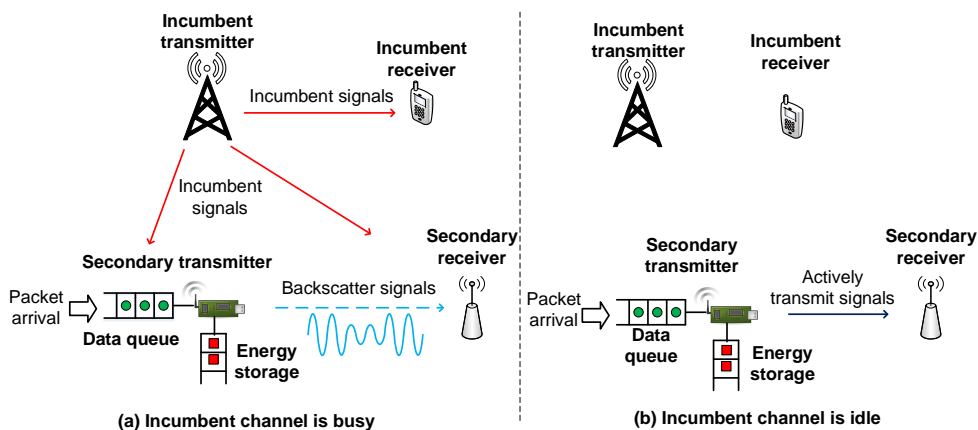 Incumbent
transmitter
Incumbent
receiver
Incumbent signals
Incumbent
signals
Secondary transmitter
Secondary
receiver
Packet
arrival
Data queue
Backscatter signals
Energy
storage
(a) Incumbent channel is busy
Incumbent
transmitter
Incumbent
receiver
Secondary
transmitter
Secondary
receiver
Packet
arrival
Data
queue
Actively
transmit signals
Energy
storage
(b) Incumbent channel is idle